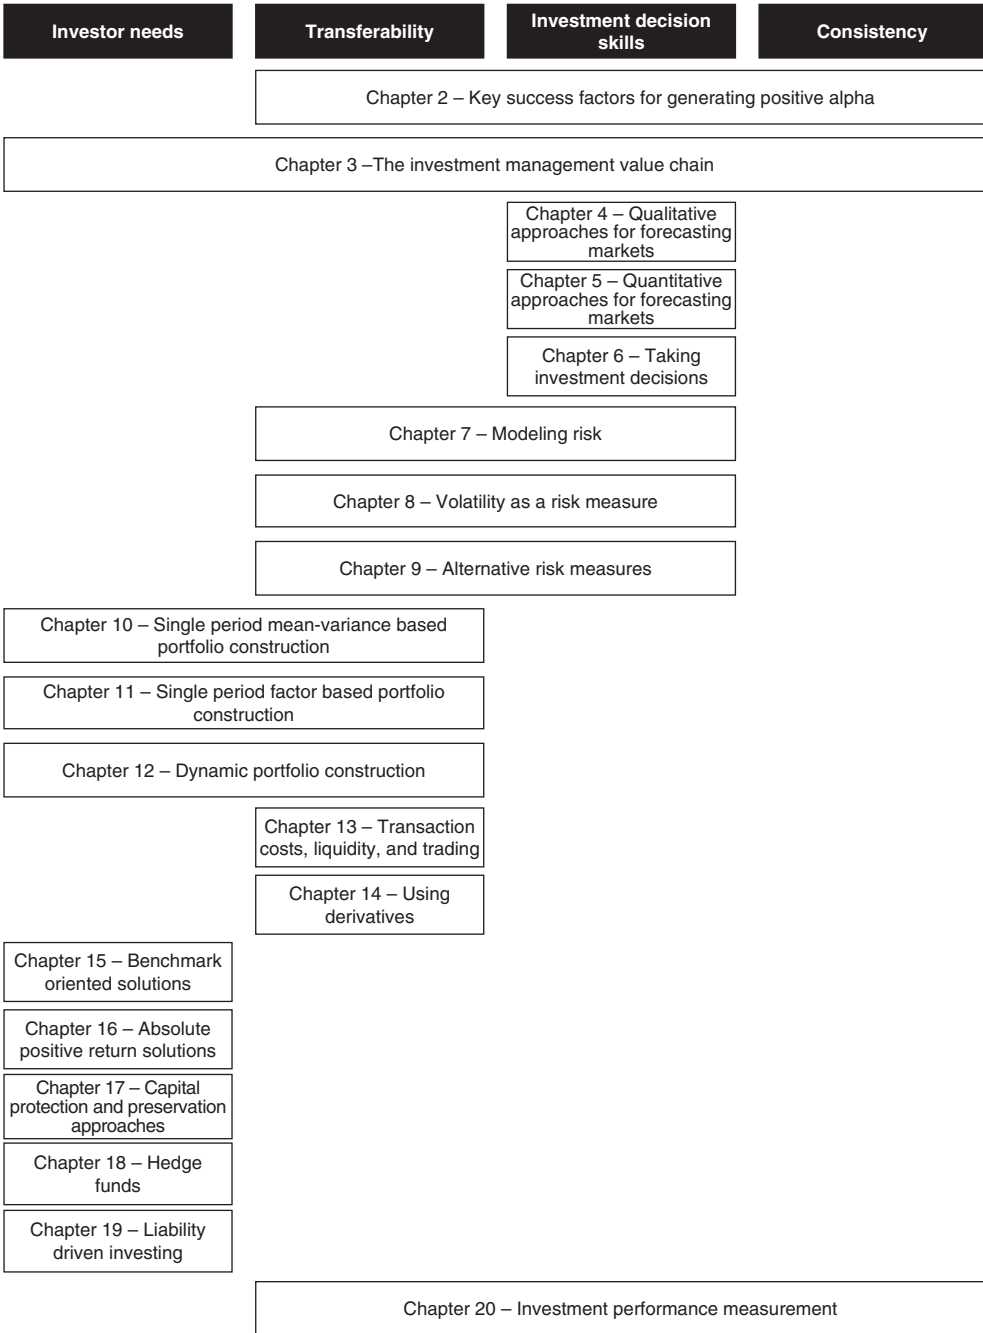 Investor needs
Transferability
Investment decision
skills
Consistency
Chapter 2 – Key success factors for generating positive alpha
Chapter 3 –The investment management value chain
Chapter 4 – Qualitative
approaches for forecasting
markets
Chapter 5 – Quantitative
approaches for forecasting
markets
Chapter 6 – Taking
investment decisions
Chapter 7 – Modeling risk
Chapter 8 – Volatility as a risk measure
Chapter 9 – Alternative risk measures
Chapter 10 – Single period mean-variance based
portfolio construction
Chapter 11 – Single period factor based portfolio
construction
Chapter 12 – Dynamic portfolio construction
Chapter 13 – Transaction
costs, liquidity, and trading
Chapter 14 – Using
derivatives
Chapter 15 – Benchmark
oriented solutions
Chapter 16 – Absolute
positive return solutions
Chapter 17 – Capital
protection and preservation
approaches
Chapter 18 – Hedge
funds
Chapter 19 – Liability
driven investing
Chapter 20 – Investment performance measurement